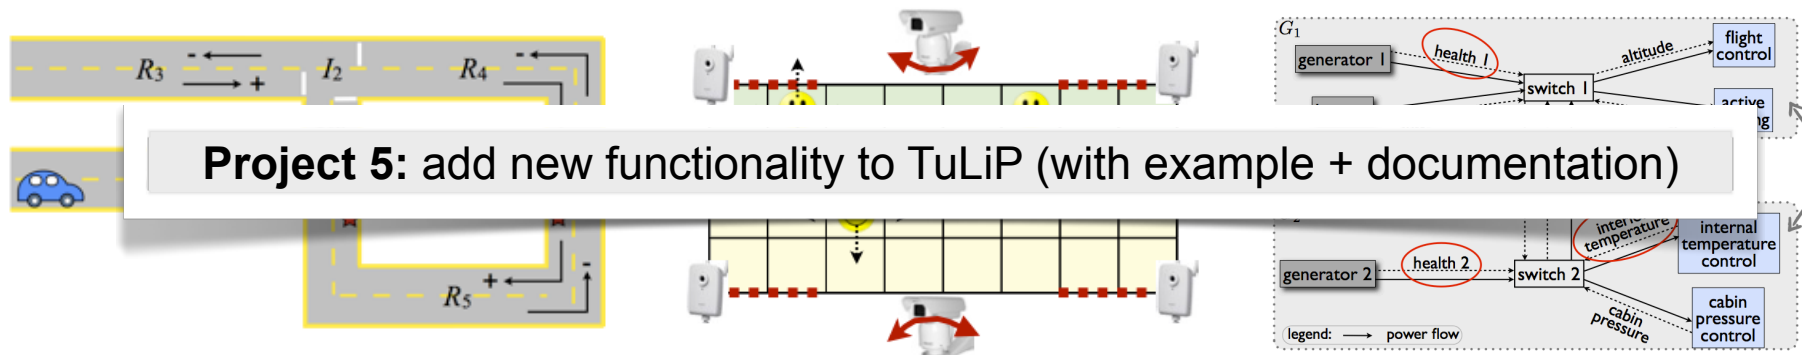 - R3 +
I2
- R4
G1
generator 1
health 1
altitude
flight control
switch 1
active
Project 5: add new functionality to TuLiP (with example + documentation)
+ R5 -
generator 2
health 2
switch 2
temperature
internal
temperature
control
cabin
pressure
cabin
pressure
control
legend: → power flow